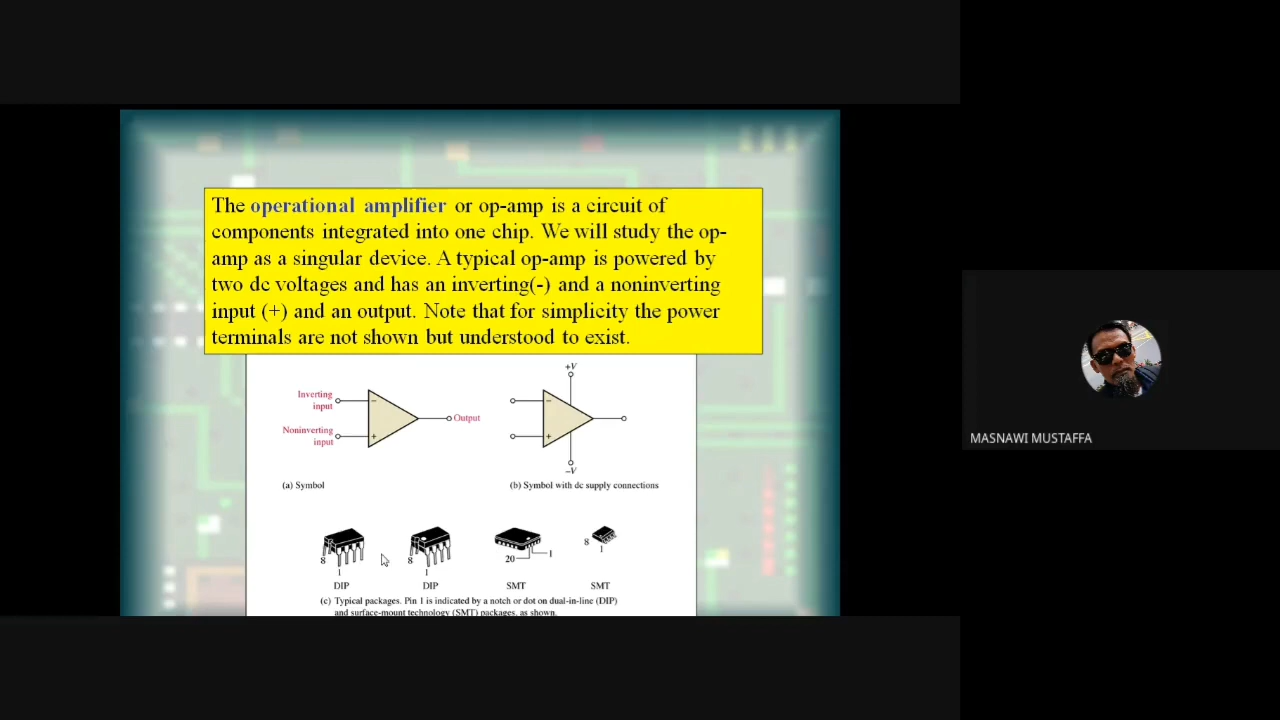 The operational amplifier or op-amp is a circuit of
components integrated into one chip. We will study the op-
amp as a singular device. A typical op-amp is powered by
two dc voltages and has an inverting(-) and a noninverting
input (+) and an output. Note that for simplicity the power
terminals are not shown but understood to exist.
Inverting
input
−
Noninverting
input
+
Output
(a) Symbol
+V
−
+
−V
(b) Symbol with dc supply connections
8
1
DIP
8
1
DIP
20
1
SMT
8
1
SMT
(c) Typical packages. Pin 1 is indicated by a notch or dot on dual-in-line (DIP)
and surface-mount technology (SMT) packages, as shown.
MASNAWI MUSTAFFA